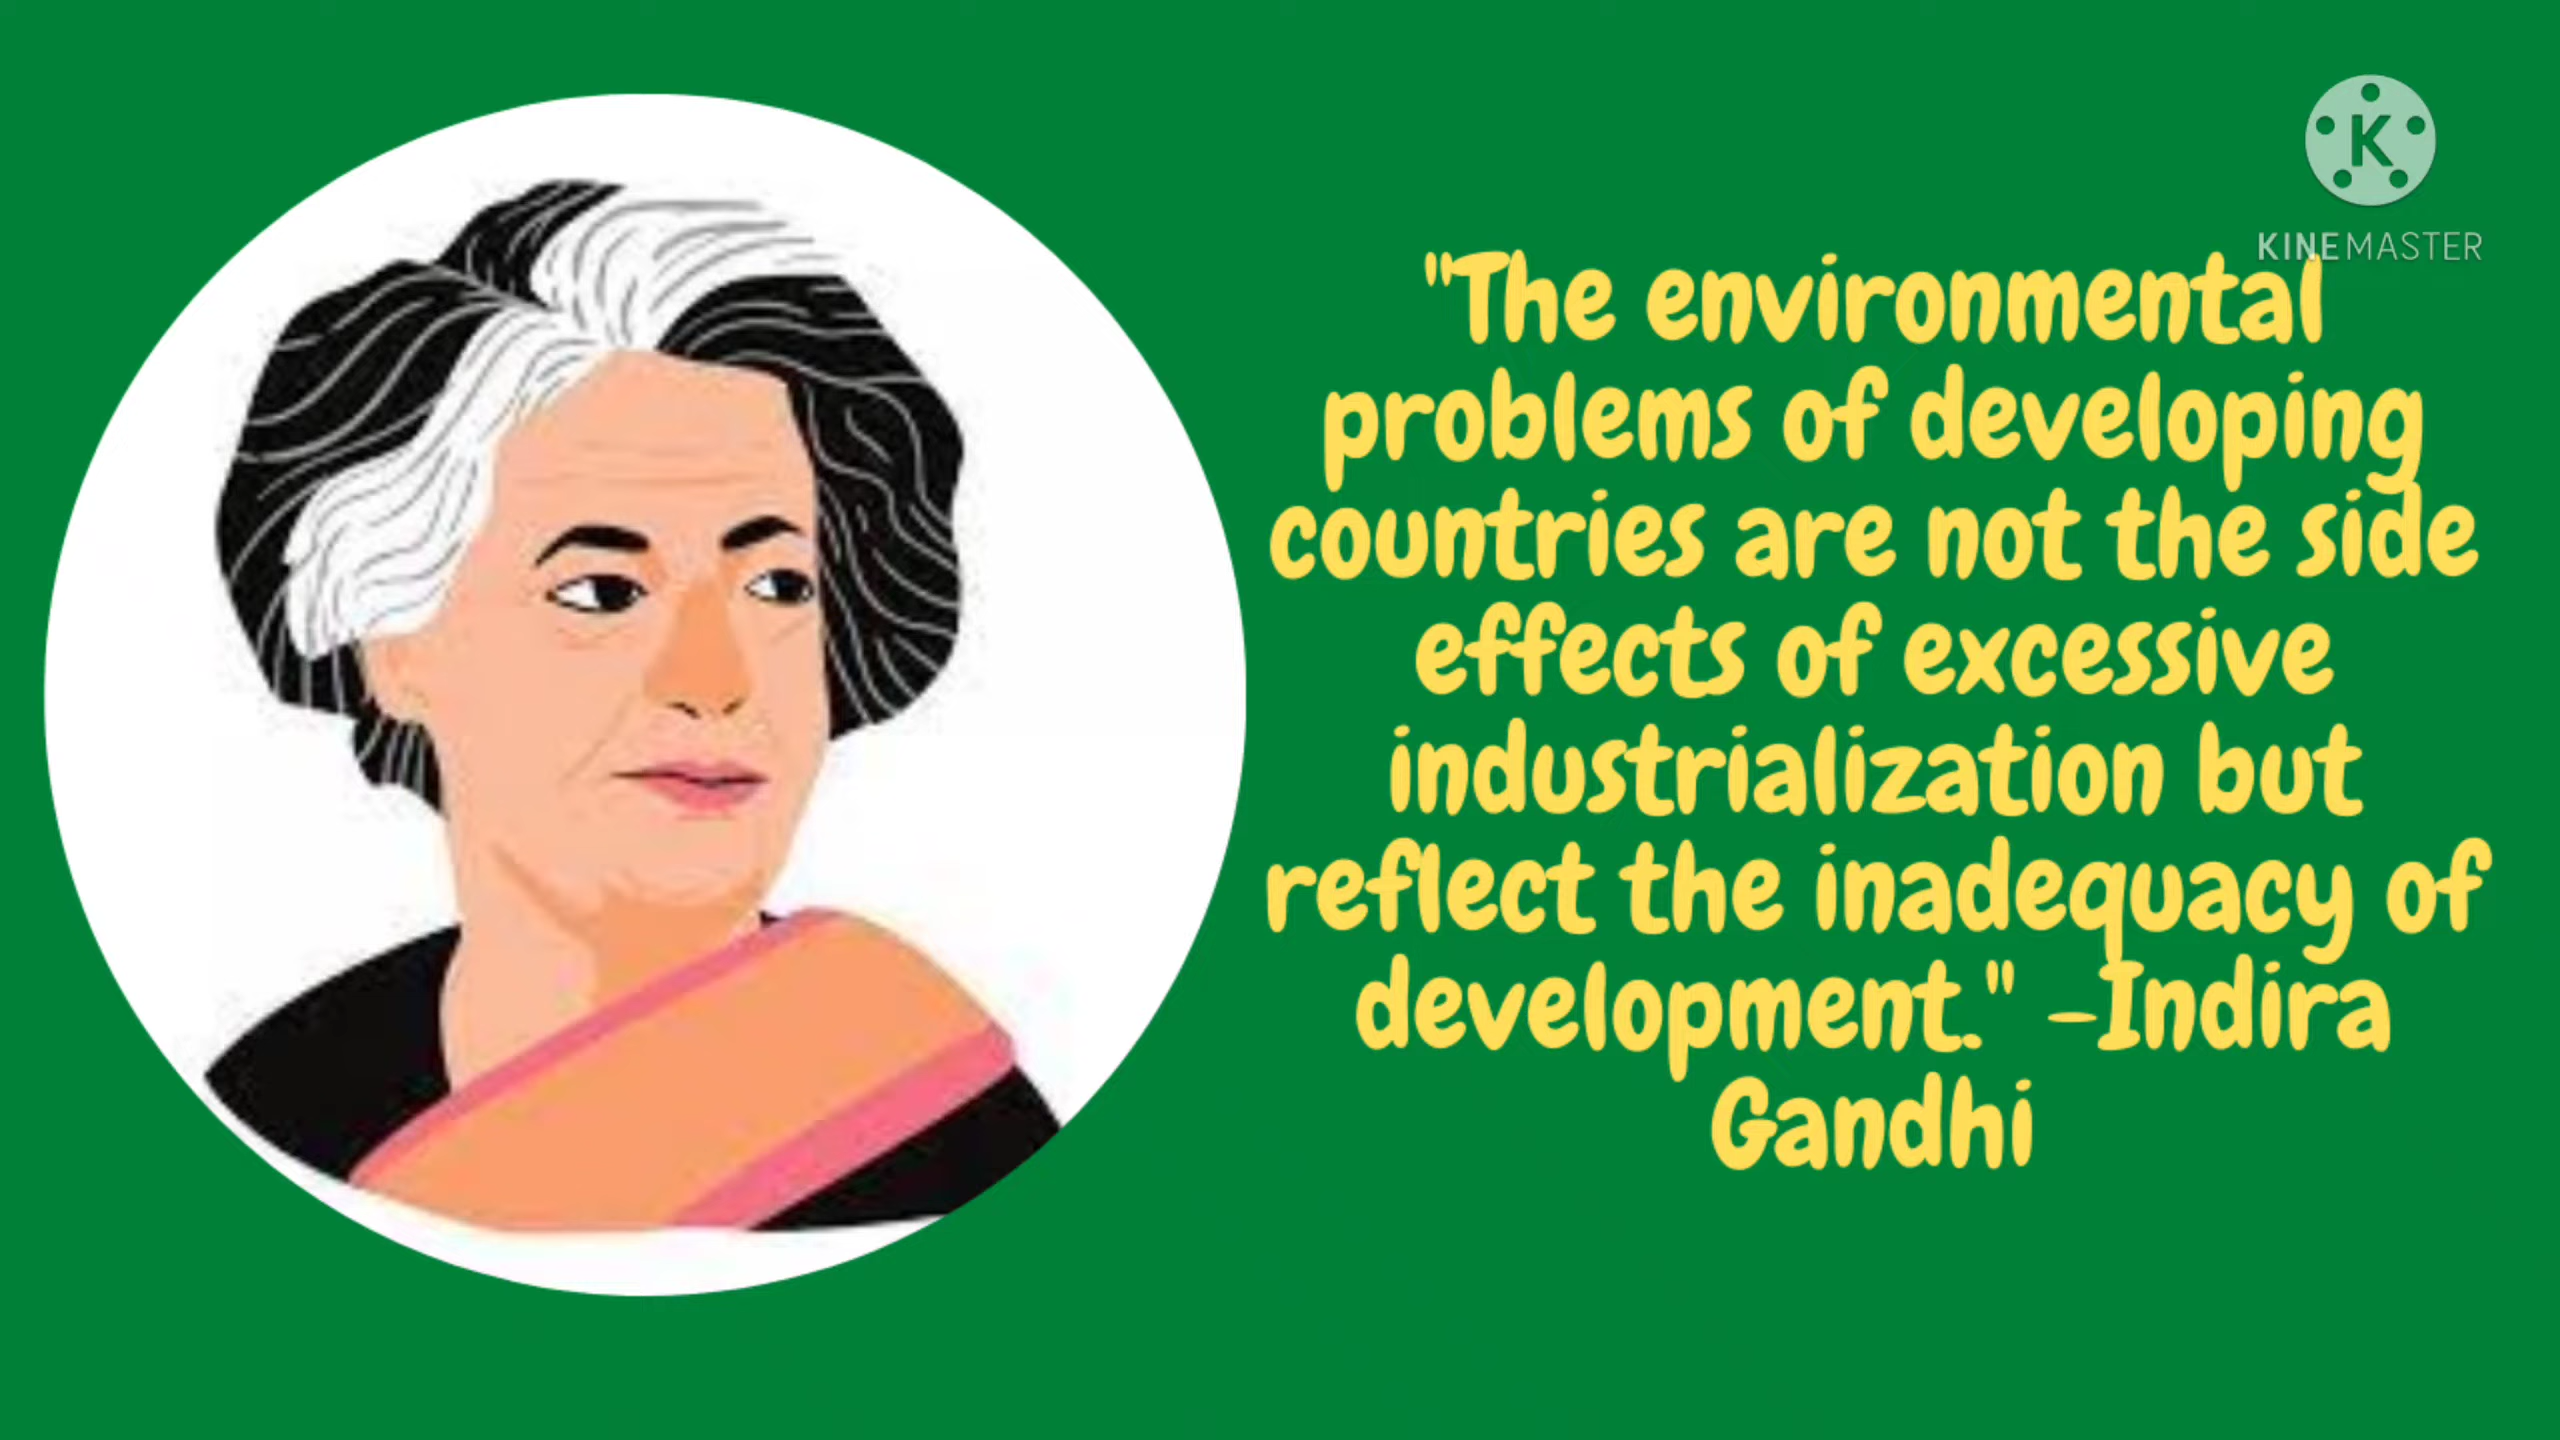 K
KINEMASTER
"The environmental
problems of developing
countries are not the side
effects of excessive
industrialization but
reflect the inadequacy of
development." -Indira
Gandhi